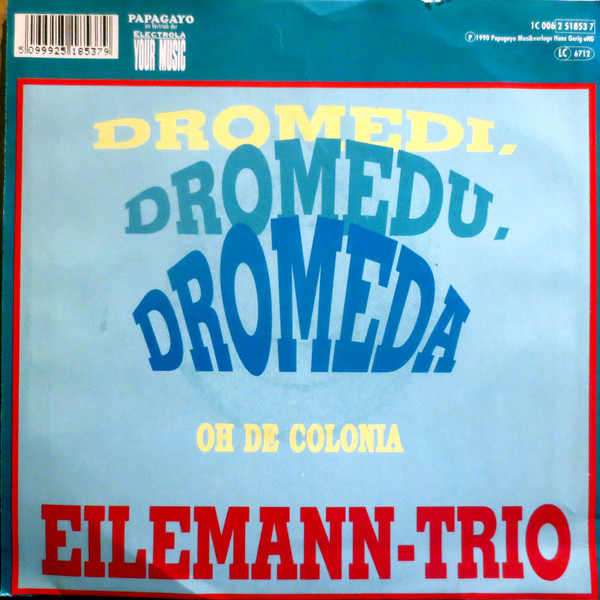 PAPAGAYO
im Vertrieb der
ELECTROLA
YOUR MUSIC
5 099925 185379
1C 006 2 51853 7
Ⓟ 1990 Papagayo Musikverlage Hans Gerig oHG
LC 6712
DROMEDI,
DROMEDU,
DROMEDA
OH DE COLONIA
EILEMANN-TRIO